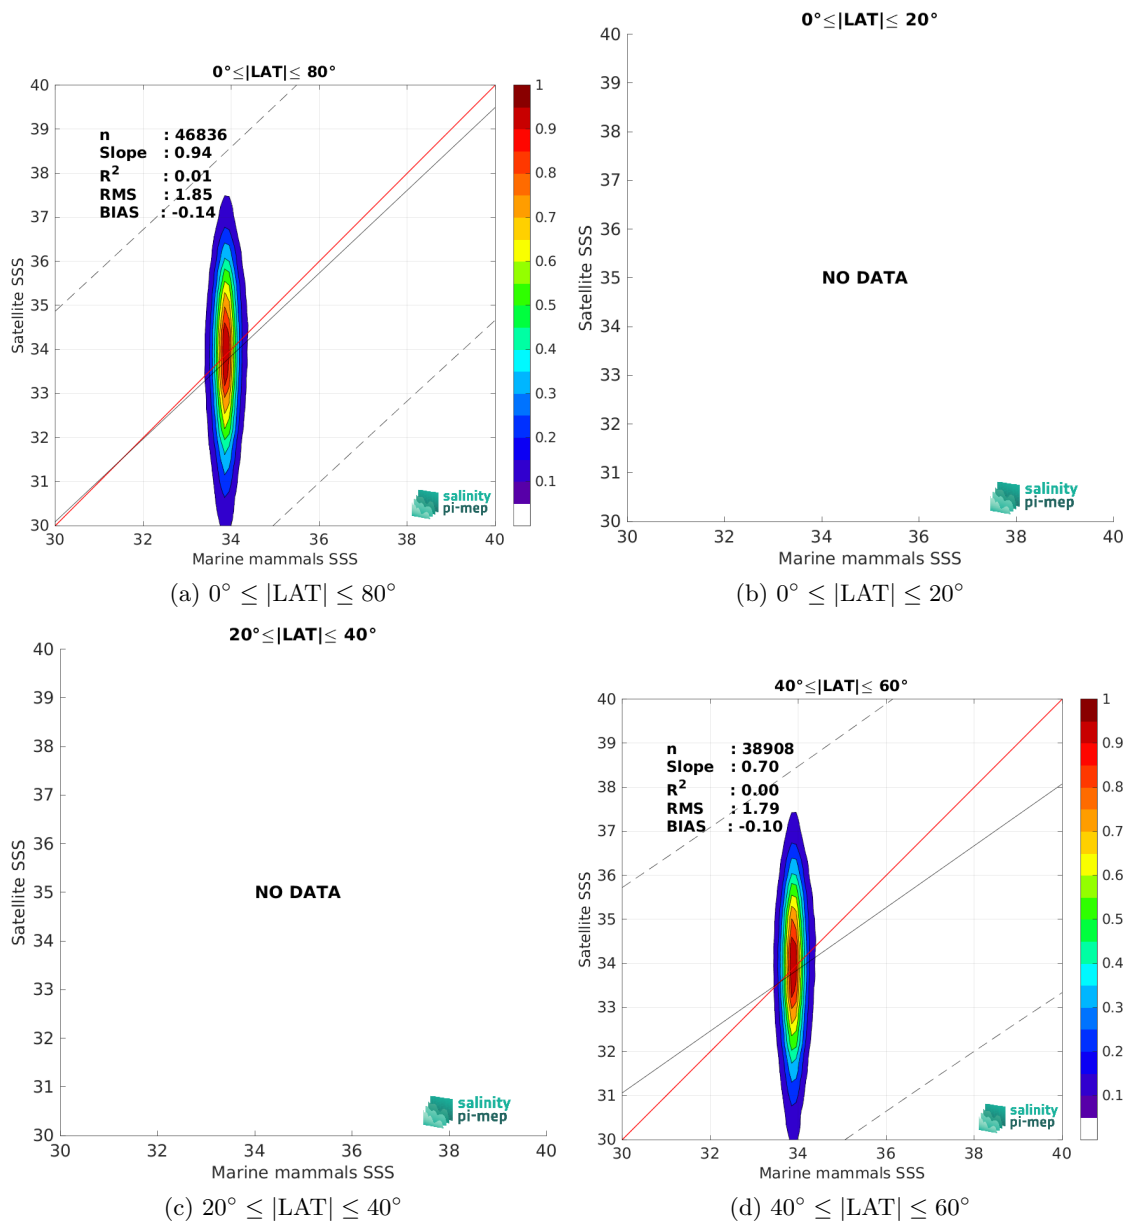 0°≤|LAT|≤ 80°
40
39
38
37
36
35
34
33
32
31
30
n : 46836
Slope : 0.94
R² : 0.01
RMS : 1.85
BIAS : -0.14
1
0.9
0.8
0.7
0.6
0.5
0.4
0.3
0.2
0.1
30 32 34 36 38 40
Satellite SSS
Marine mammals SSS
salinity
pi-mep
(a) 0° ≤ |LAT| ≤ 80°
0°≤|LAT|≤ 20°
40
39
38
37
36
35
34
33
32
31
30
NO DATA
30 32 34 36 38 40
Satellite SSS
Marine mammals SSS
salinity
pi-mep
(b) 0° ≤ |LAT| ≤ 20°
20°≤|LAT|≤ 40°
40
39
38
37
36
35
34
33
32
31
30
NO DATA
30 32 34 36 38 40
Satellite SSS
Marine mammals SSS
salinity
pi-mep
(c) 20° ≤ |LAT| ≤ 40°
40°≤|LAT|≤ 60°
40
39
38
37
36
35
34
33
32
31
30
n : 38908
Slope : 0.70
R² : 0.00
RMS : 1.79
BIAS : -0.10
1
0.9
0.8
0.7
0.6
0.5
0.4
0.3
0.2
0.1
30 32 34 36 38 40
Satellite SSS
Marine mammals SSS
salinity
pi-mep
(d) 40° ≤ |LAT| ≤ 60°